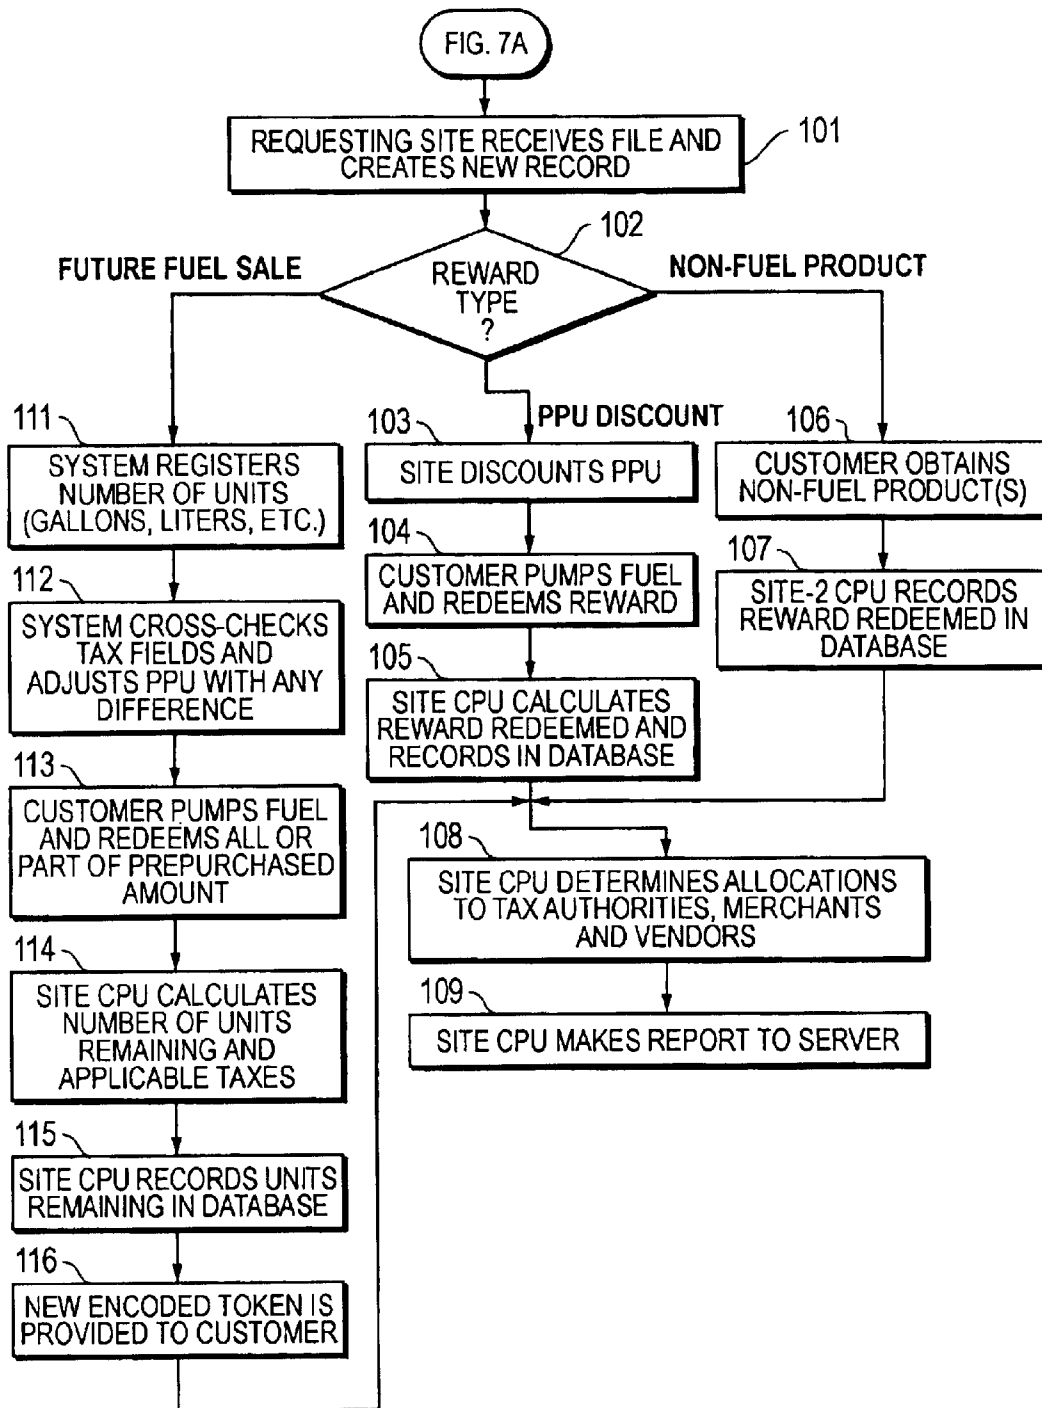 FIG. 7A
101
REQUESTING SITE RECEIVES FILE AND
CREATES NEW RECORD
102
REWARD
TYPE
?
FUTURE FUEL SALE
NON-FUEL PRODUCT
PPU DISCOUNT
111
SYSTEM REGISTERS
NUMBER OF UNITS
(GALLONS, LITERS, ETC.)
112
SYSTEM CROSS-CHECKS
TAX FIELDS AND
ADJUSTS PPU WITH ANY
DIFFERENCE
113
CUSTOMER PUMPS FUEL
AND REDEEMS ALL OR
PART OF PREPURCHASED
AMOUNT
114
SITE CPU CALCULATES
NUMBER OF UNITS
REMAINING AND
APPLICABLE TAXES
115
SITE CPU RECORDS UNITS
REMAINING IN DATABASE
116
NEW ENCODED TOKEN IS
PROVIDED TO CUSTOMER
103
SITE DISCOUNTS PPU
104
CUSTOMER PUMPS FUEL
AND REDEEMS REWARD
105
SITE CPU CALCULATES
REWARD REDEEMED AND
RECORDS IN DATABASE
106
CUSTOMER OBTAINS
NON-FUEL PRODUCT(S)
107
SITE-2 CPU RECORDS
REWARD REDEEMED IN
DATABASE
108
SITE CPU DETERMINES ALLOCATIONS
TO TAX AUTHORITIES, MERCHANTS
AND VENDORS
109
SITE CPU MAKES REPORT TO SERVER